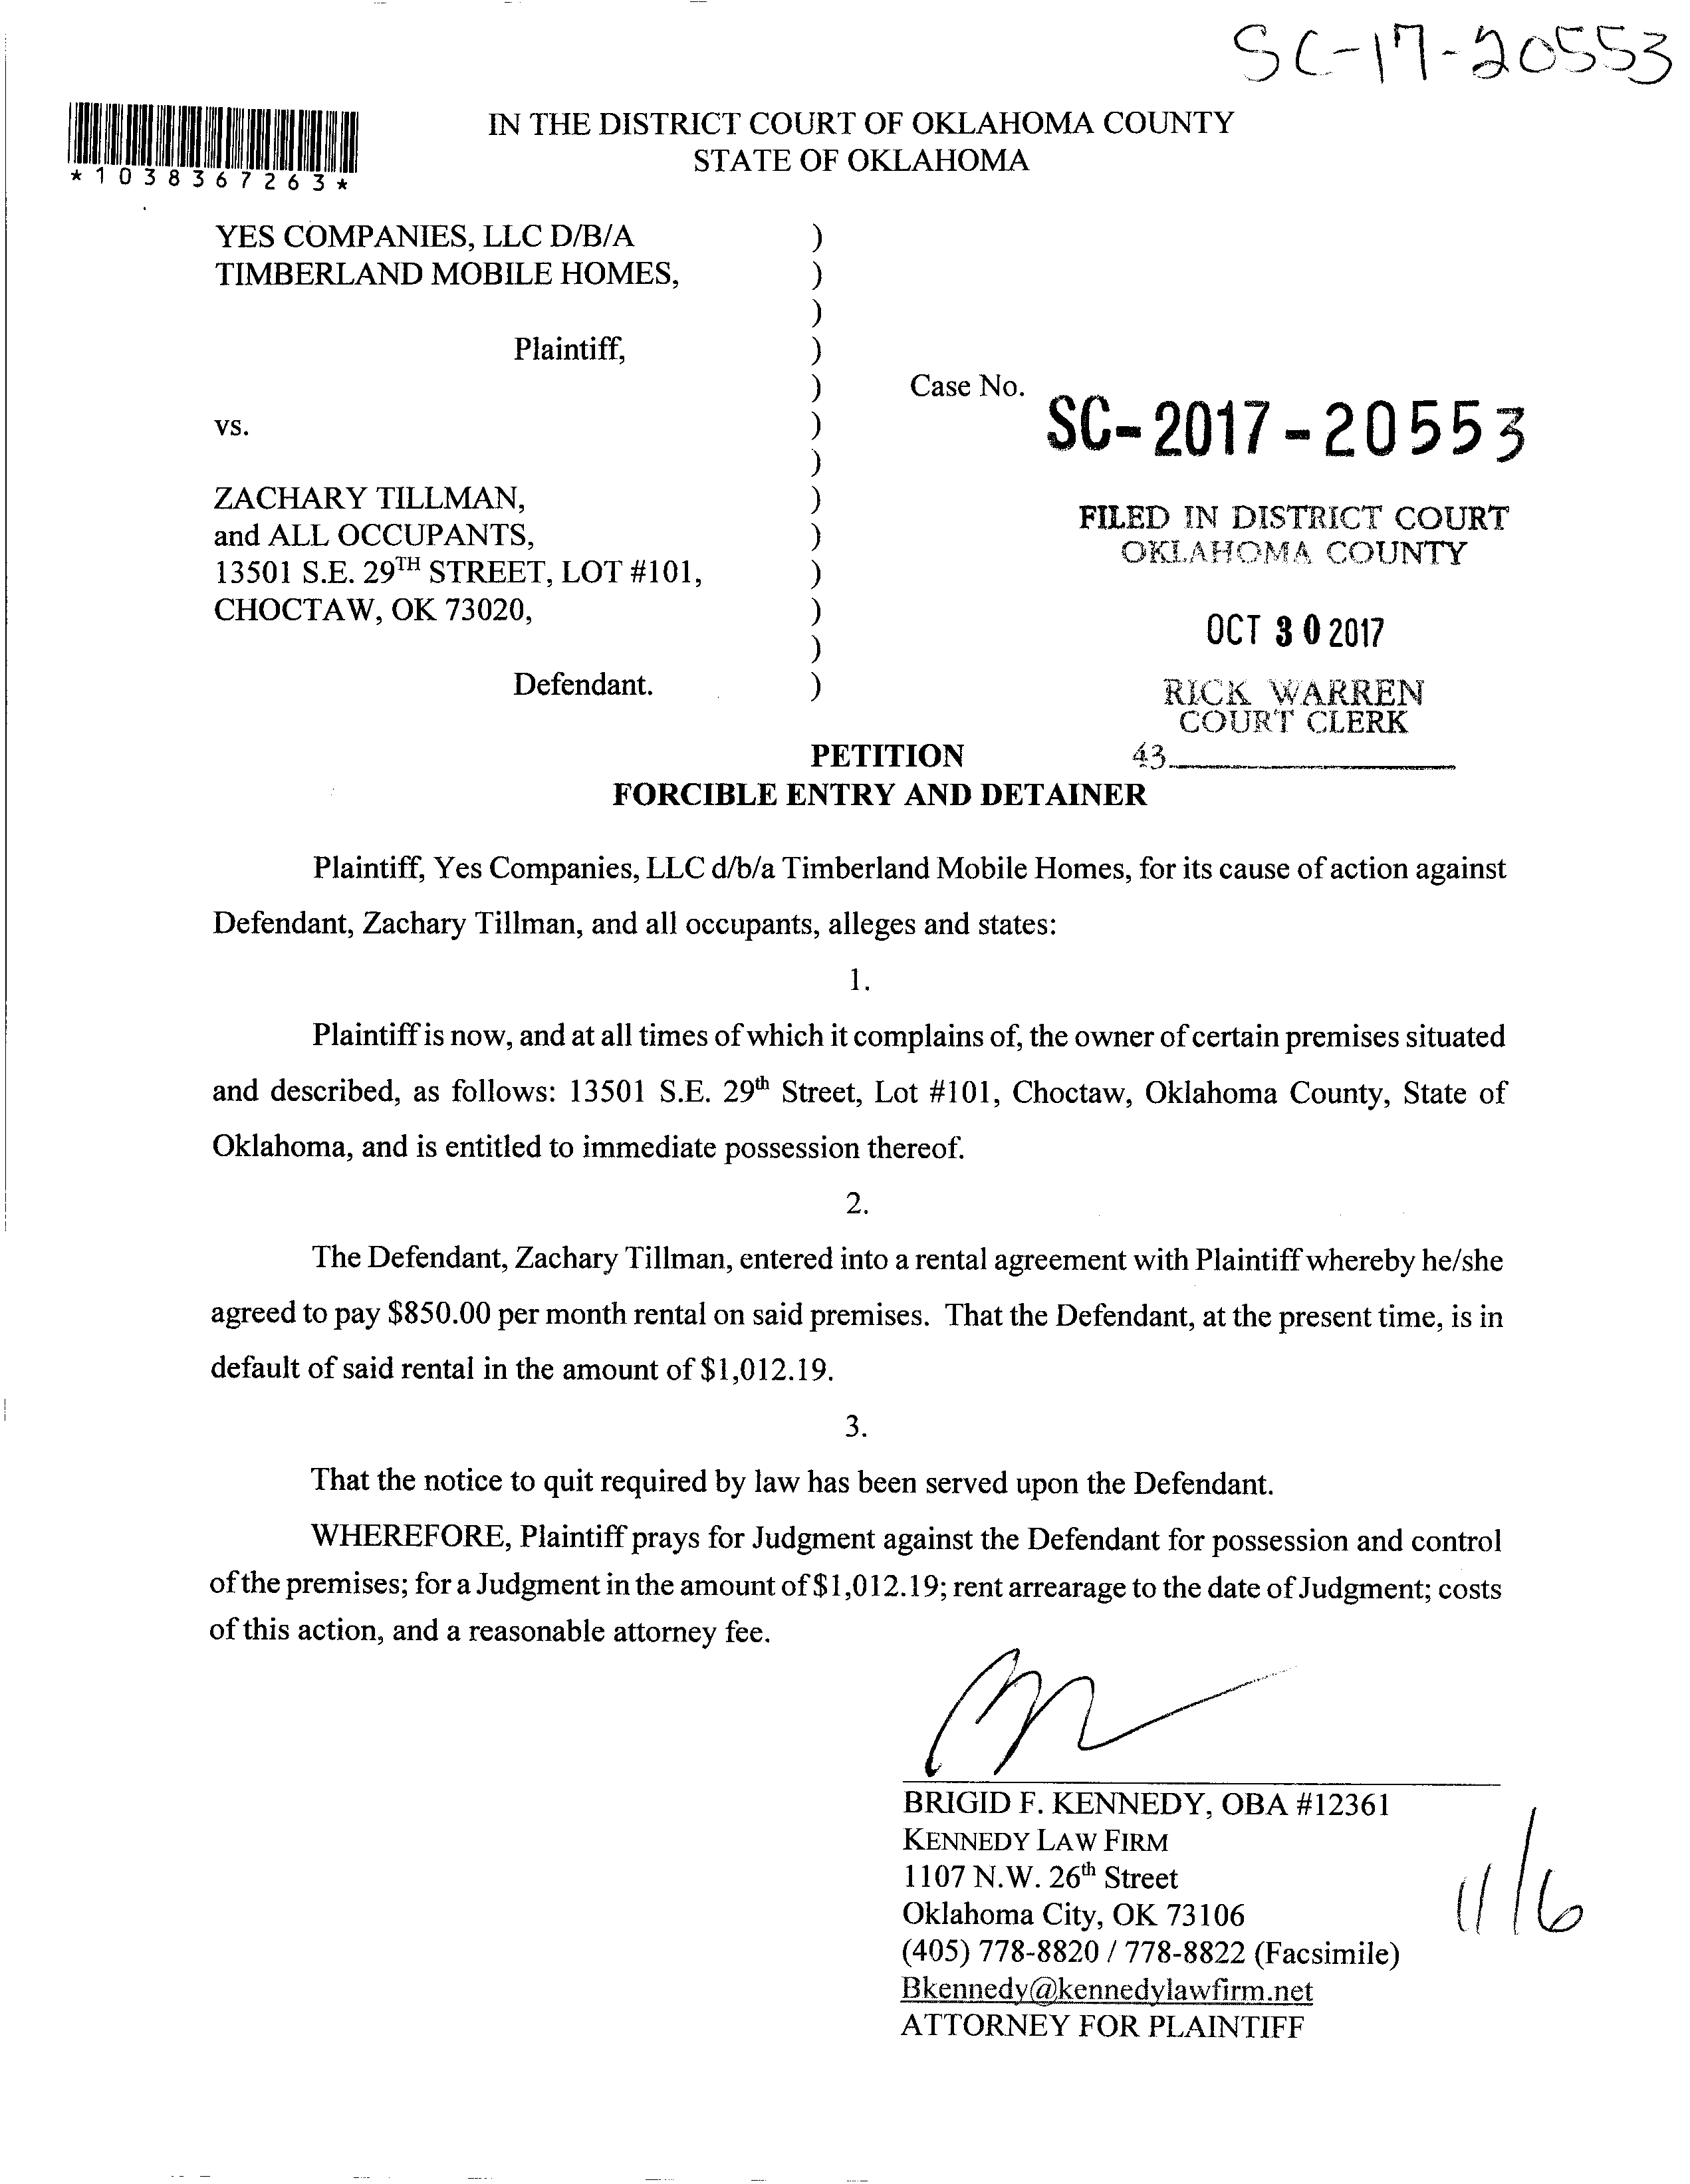 SC-17-20553
*1038367263*
IN THE DISTRICT COURT OF OKLAHOMA COUNTY
STATE OF OKLAHOMA
YES COMPANIES, LLC D/B/A )
TIMBERLAND MOBILE HOMES, )
)
Plaintiff, )
) Case No. SC-2017-20553
vs. )
)
ZACHARY TILLMAN, )
and ALL OCCUPANTS, )
13501 S.E. 29TH STREET, LOT #101, )
CHOCTAW, OK 73020, )
)
Defendant. )
FILED IN DISTRICT COURT
OKLAHOMA COUNTY
OCT 30 2017
RICK WARREN
COURT CLERK
43
PETITION
FORCIBLE ENTRY AND DETAINER
Plaintiff, Yes Companies, LLC d/b/a Timberland Mobile Homes, for its cause of action against
Defendant, Zachary Tillman, and all occupants, alleges and states:
1.
Plaintiff is now, and at all times of which it complains of, the owner of certain premises situated
and described, as follows: 13501 S.E. 29th Street, Lot #101, Choctaw, Oklahoma County, State of
Oklahoma, and is entitled to immediate possession thereof.
2.
The Defendant, Zachary Tillman, entered into a rental agreement with Plaintiff whereby he/she
agreed to pay $850.00 per month rental on said premises. That the Defendant, at the present time, is in
default of said rental in the amount of $1,012.19.
3.
That the notice to quit required by law has been served upon the Defendant.
WHEREFORE, Plaintiff prays for Judgment against the Defendant for possession and control
of the premises; for a Judgment in the amount of $1,012.19; rent arrearage to the date of Judgment; costs
of this action, and a reasonable attorney fee.
BRIGID F. KENNEDY, OBA #12361
KENNEDY LAW FIRM
1107 N.W. 26th Street
Oklahoma City, OK 73106
(405) 778-8820 / 778-8822 (Facsimile)
Bkennedy@kennedylawfirm.net
ATTORNEY FOR PLAINTIFF
11/6